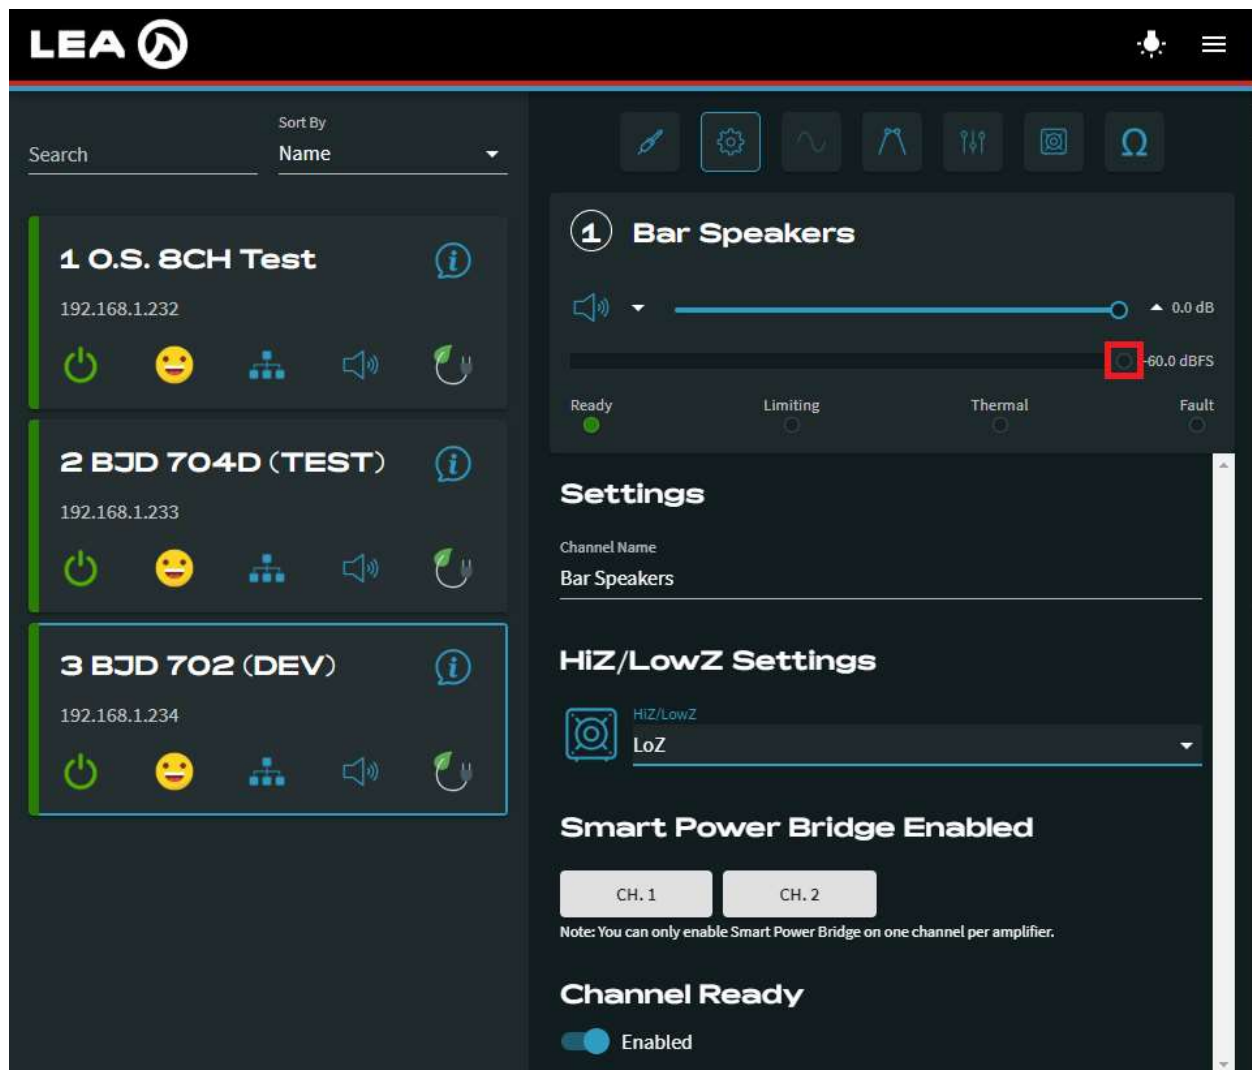 LEA
Search
Sort By
Name
1 O.S. 8CH Test
192.168.1.232
2 BJD 704D (TEST)
192.168.1.233
3 BJD 702 (DEV)
192.168.1.234
Ω
1 Bar Speakers
0.0 dB
-60.0 dBFS
Ready Limiting Thermal Fault
Settings
Channel Name
Bar Speakers
HiZ/LowZ Settings
HiZ/LowZ
LoZ
Smart Power Bridge Enabled
CH. 1 CH. 2
Note: You can only enable Smart Power Bridge on one channel per amplifier.
Channel Ready
Enabled